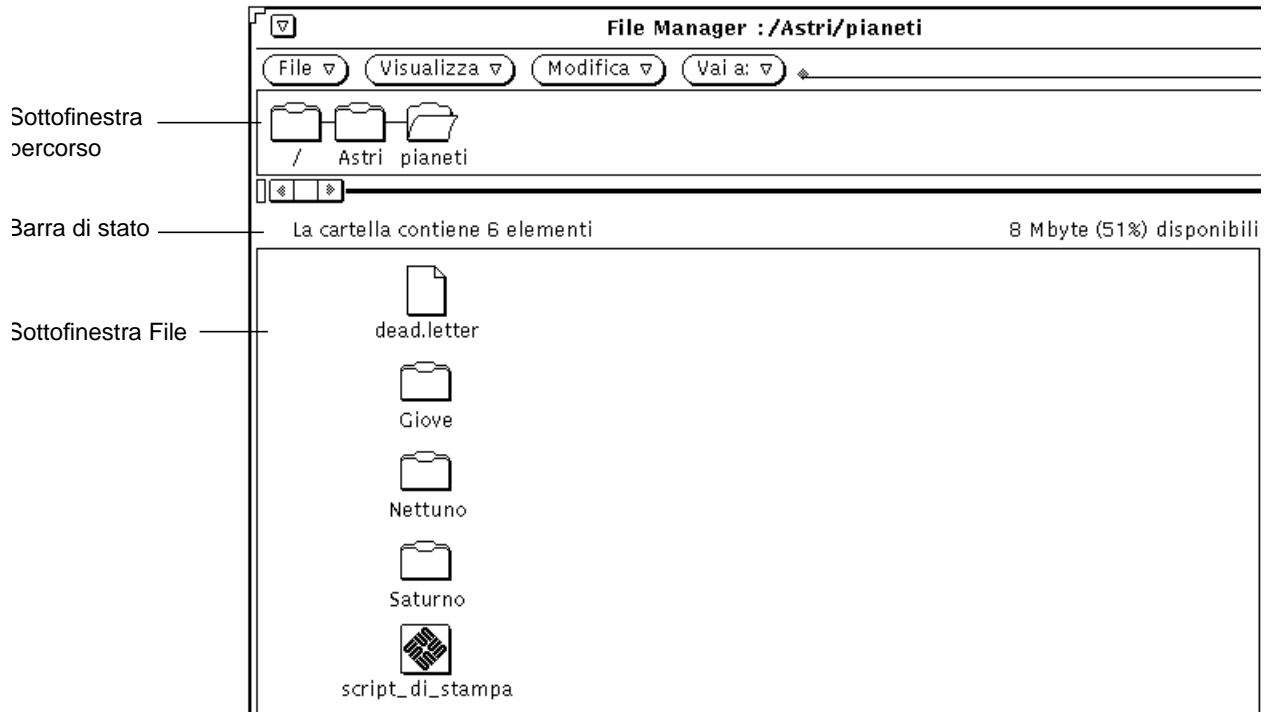 File Manager :/Astri/pianeti
File Visualizza Modifica Vai a:
Sottofinestra
percorso
/ Astri pianeti
Barra di stato
La cartella contiene 6 elementi 8 Mbyte (51%) disponibili
Sottofinestra File
dead.letter
Giove
Nettuno
Saturno
script_di_stampa